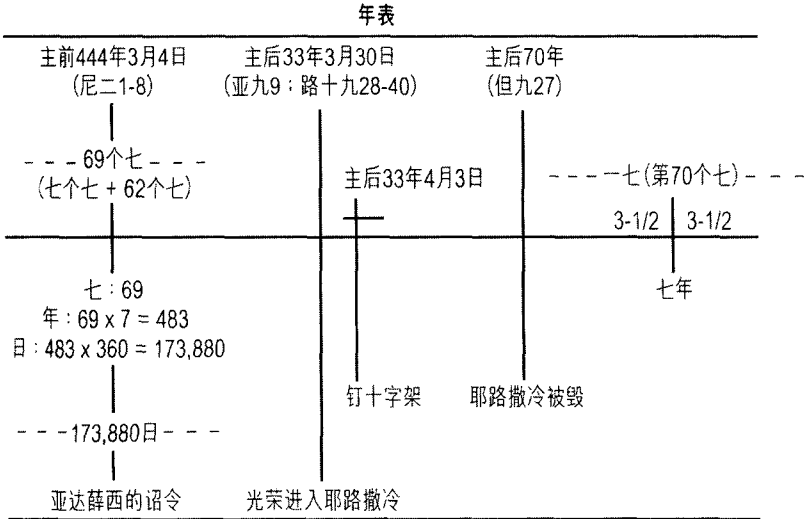 年表
主前444年3月4日
(尼二1-8)
主后33年3月30日
(亚九9；路十九28-40)
主后70年
(但九27)
69个七
(七个七 + 62个七)
主后33年4月3日
一七(第70个七)
3-1/2
3-1/2
七：69
年：69 x 7 = 483
日：483 x 360 = 173,880
七年
钉十字架
耶路撒冷被毁
173,880日
亚达薛西的诏令
光荣进入耶路撒冷